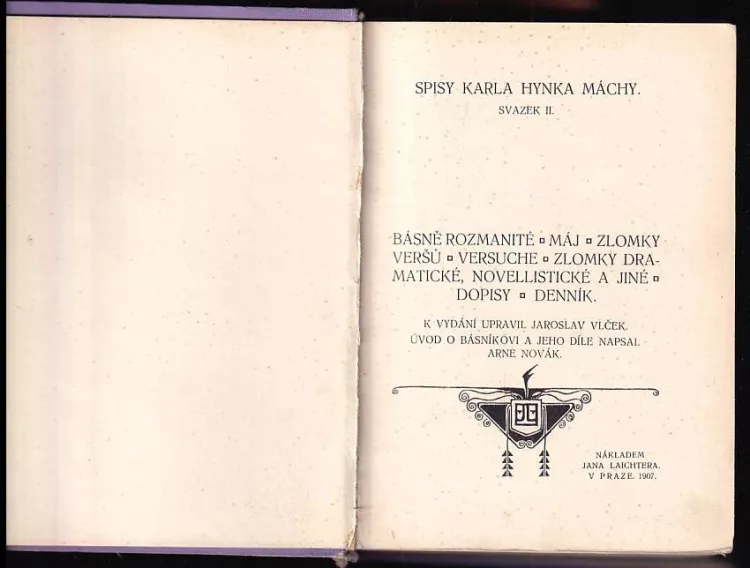 SPISY KARLA HYNKA MÁCHY.
SVAZEK II.
BÁSNĚ ROZMANITÉ ▫ MÁJ ▫ ZLOMKY
VERŠŮ ▫ VERSUCHE ▫ ZLOMKY DRA-
MATICKÉ, NOVELLISTICKÉ A JINÉ ▫
DOPISY ▫ DENNÍK.
K VYDÁNÍ UPRAVIL JAROSLAV VLČEK.
ÚVOD O BÁSNÍKOVI A JEHO DÍLE NAPSAL
ARNE NOVÁK.
NÁKLADEM
JANA LAICHTERA.
V PRAZE. 1907.